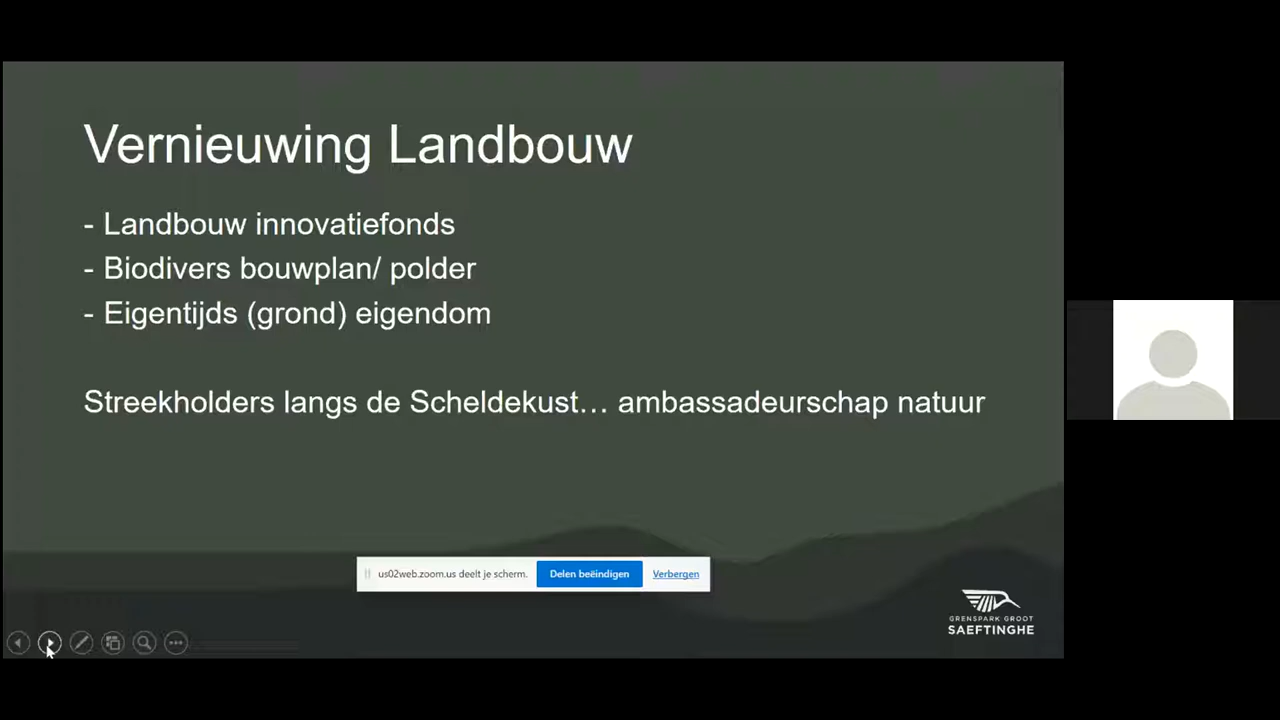 Vernieuwing Landbouw
- Landbouw innovatiefonds
- Biodivers bouwplan/ polder
- Eigentijds (grond) eigendom
Streekholders langs de Scheldekust… ambassadeurschap natuur
us02web.zoom.us deelt je scherm.
Delen beëindigen
Verbergen
GRENSPARK GROOT
SAEFTINGHE